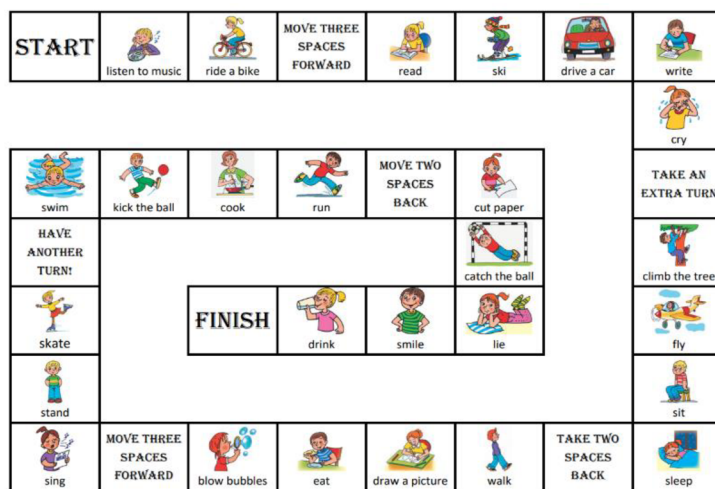 START
listen to music
ride a bike
MOVE THREE
SPACES
FORWARD
read
ski
drive a car
write
cry
TAKE AN
EXTRA TURN
climb the tree
fly
sit
sleep
TAKE TWO
SPACES
BACK
walk
draw a picture
eat
blow bubbles
MOVE THREE
SPACES
FORWARD
sing
stand
skate
HAVE
ANOTHER
TURN!
swim
kick the ball
cook
run
MOVE TWO
SPACES
BACK
cut paper
catch the ball
lie
smile
drink
FINISH